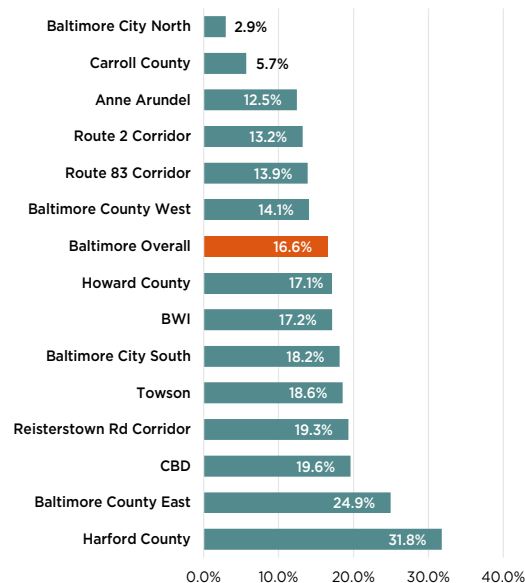 Baltimore City North 2.9%
Carroll County 5.7%
Anne Arundel 12.5%
Route 2 Corridor 13.2%
Route 83 Corridor 13.9%
Baltimore County West 14.1%
Baltimore Overall 16.6%
Howard County 17.1%
BWI 17.2%
Baltimore City South 18.2%
Towson 18.6%
Reisterstown Rd Corridor 19.3%
CBD 19.6%
Baltimore County East 24.9%
Harford County 31.8%
0.0% 10.0% 20.0% 30.0% 40.0%